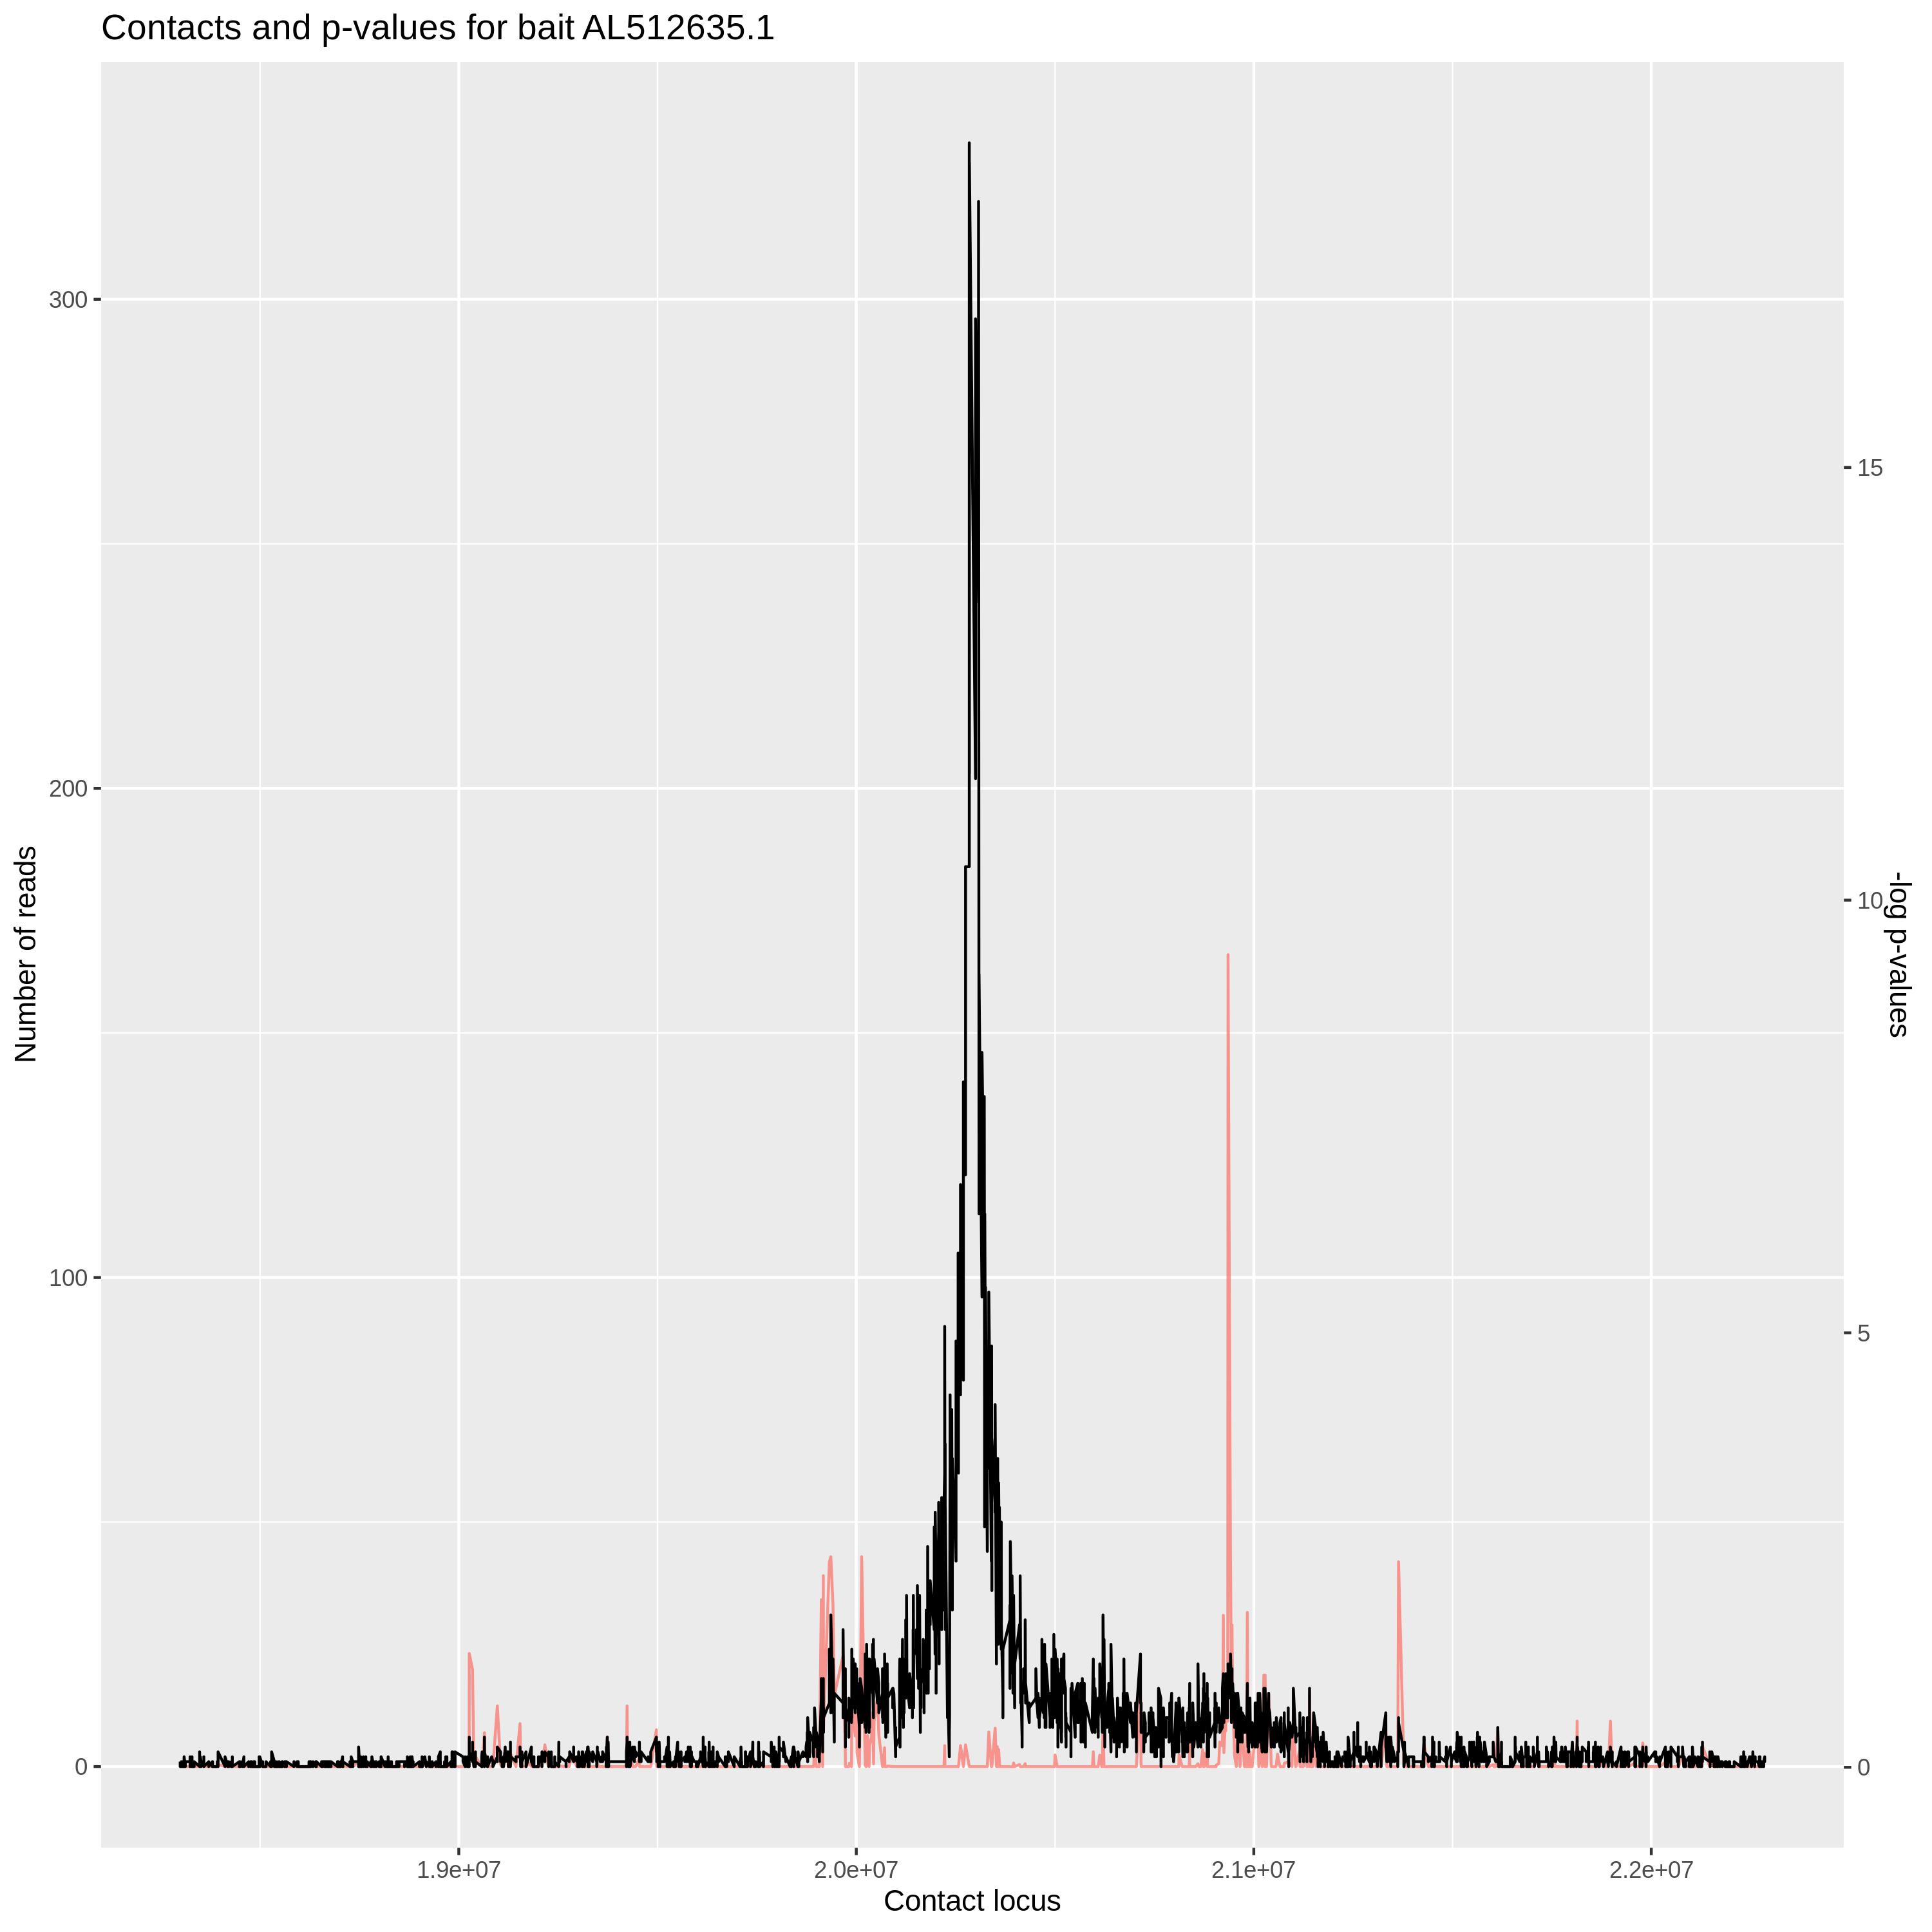 Contacts and p-values for bait AL512635.1
300
200
100
0
Number of reads
15
10
5
0
-log p-values
1.9e+07
2.0e+07
2.1e+07
2.2e+07
Contact locus